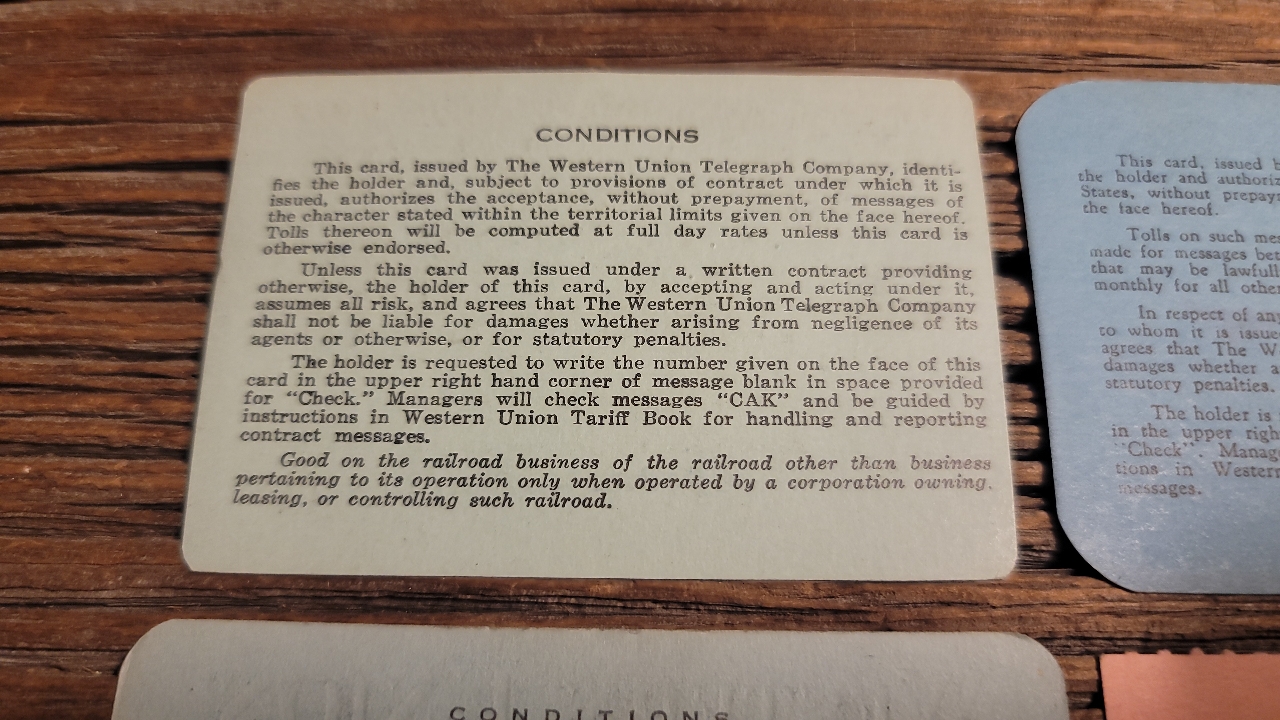 CONDITIONS
This card, issued by The Western Union Telegraph Company, identi-
fies the holder and, subject to provisions of contract under which it is
issued, authorizes the acceptance, without prepayment, of messages of
the character stated within the territorial limits given on the face hereof.
Tolls thereon will be computed at full day rates unless this card is
otherwise endorsed.
Unless this card was issued under a written contract providing
otherwise, the holder of this card, by accepting and acting under it,
assumes all risk, and agrees that The Western Union Telegraph Company
shall not be liable for damages whether arising from negligence of its
agents or otherwise, or for statutory penalties.
The holder is requested to write the number given on the face of this
card in the upper right hand corner of message blank in space provided
for “Check.” Managers will check messages “CAK” and be guided by
instructions in Western Union Tariff Book for handling and reporting
contract messages.
Good on the railroad business of the railroad other than business
pertaining to its operation only when operated by a corporation owning,
leasing, or controlling such railroad.
This card, issued
the holder and
States, without
the face hereof.
Tolls on such
made for messages
that may be
monthly for all
In respect of
to whom it is
agrees that The
damages whether
statutory penalties.
The holder is
in the upper
"Check".
tions in
messages.
CONDITIONS